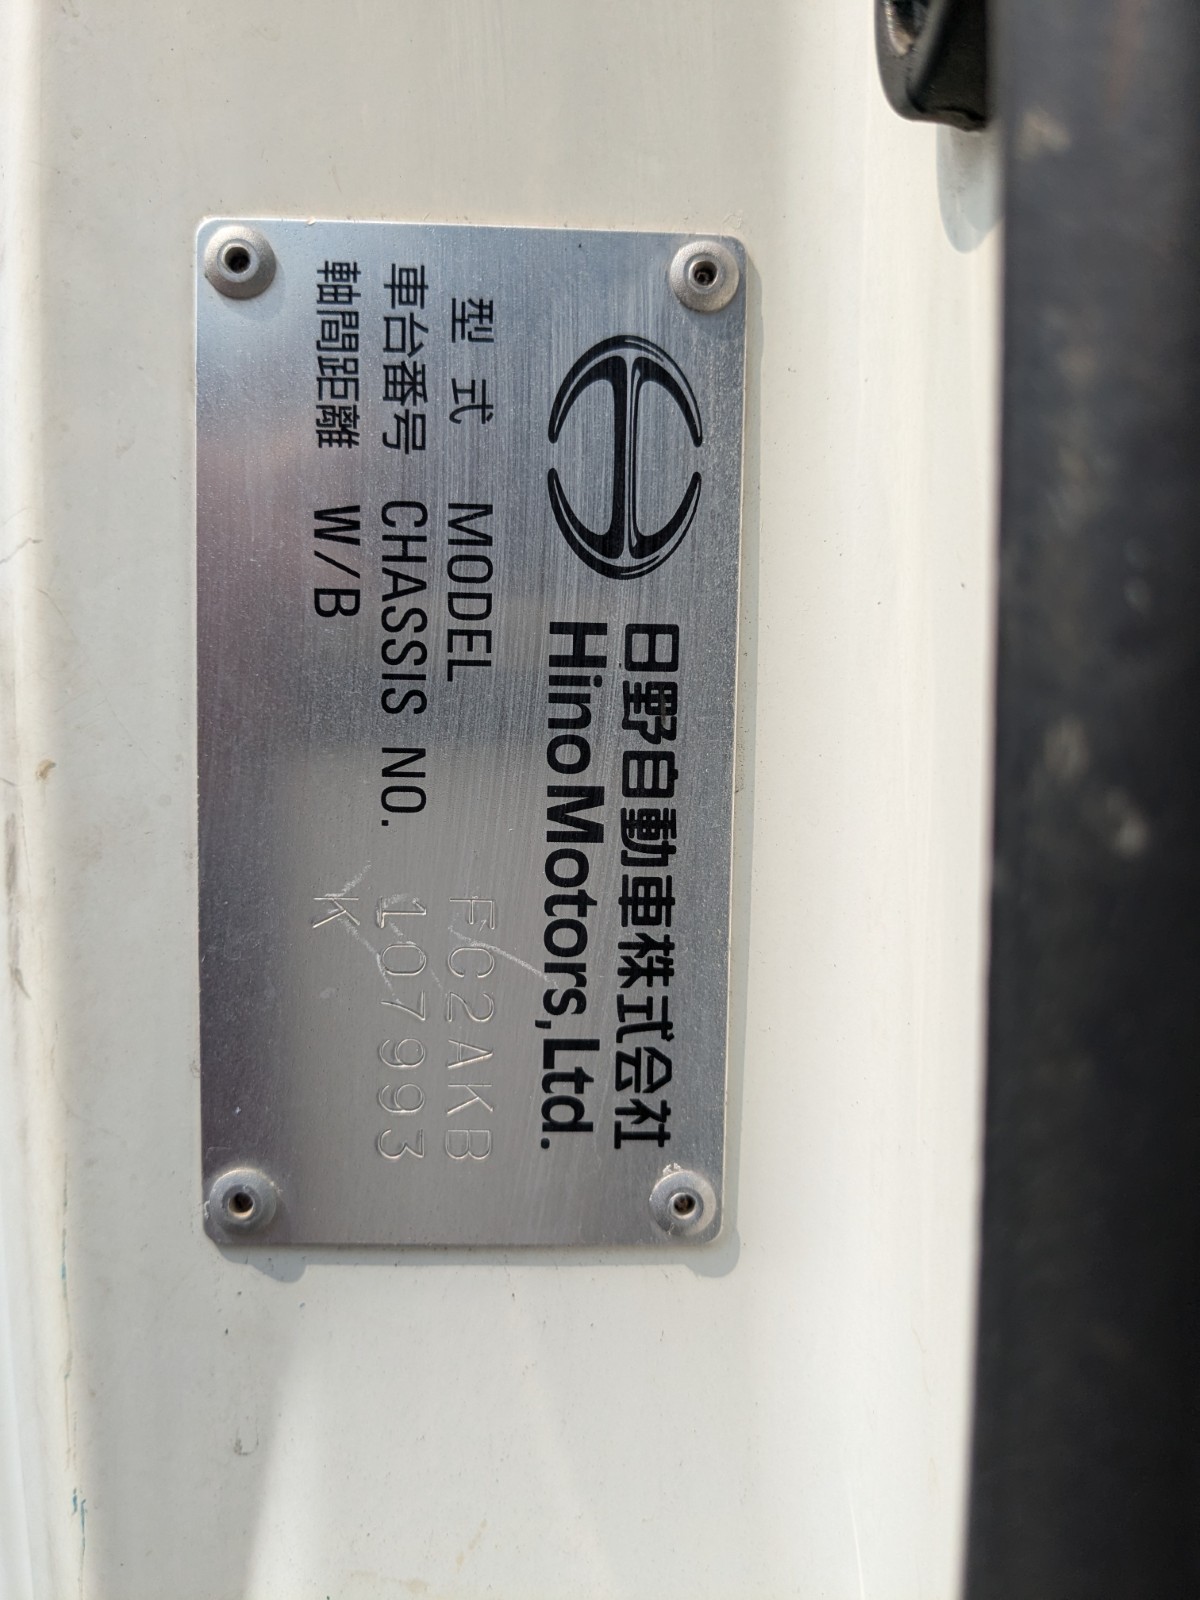 日野自動車株式会社
Hino Motors, Ltd.
型式 MODEL FC2AKB
車台番号 CHASSIS NO. 107993
軸間距離 W/B K